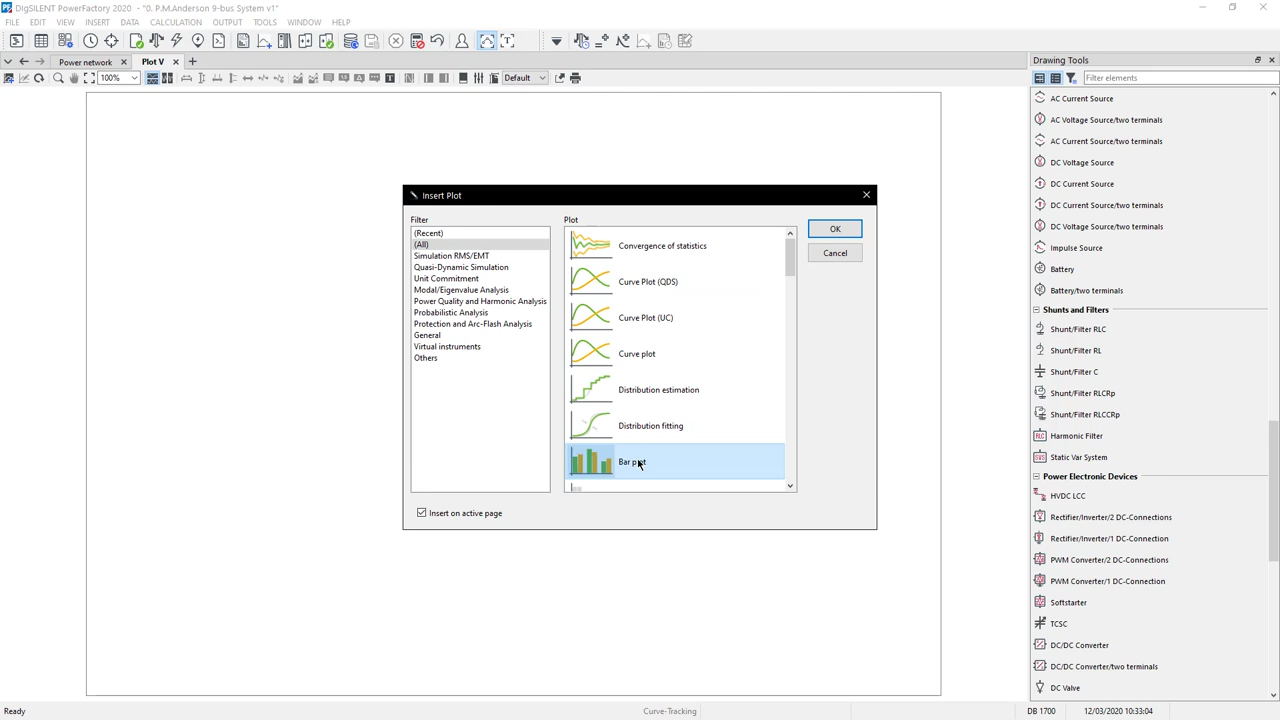 DIgSILENT PowerFactory 2020 - "0. P.M.Anderson 9-bus System v1"
FILE EDIT VIEW INSERT DATA CALCULATION OUTPUT TOOLS WINDOW HELP
Power network Plot V
100% Default
Drawing Tools
Filter elements
AC Current Source
AC Voltage Source/two terminals
AC Current Source/two terminals
DC Voltage Source
DC Current Source
DC Current Source/two terminals
DC Voltage Source/two terminals
Impulse Source
Battery
Battery/two terminals
Shunts and Filters
Shunt/Filter RLC
Shunt/Filter RL
Shunt/Filter C
Shunt/Filter RLCRp
Shunt/Filter RLCCRp
Harmonic Filter
Static Var System
Power Electronic Devices
HVDC LCC
Rectifier/Inverter/2 DC-Connections
Rectifier/Inverter/1 DC-Connection
PWM Converter/2 DC-Connections
PWM Converter/1 DC-Connection
Softstarter
TCSC
DC/DC Converter
DC/DC Converter/two terminals
DC Valve
Insert Plot
Filter
(Recent)
(All)
Simulation RMS/EMT
Quasi-Dynamic Simulation
Unit Commitment
Modal/Eigenvalue Analysis
Power Quality and Harmonic Analysis
Probabilistic Analysis
Protection and Arc-Flash Analysis
General
Virtual instruments
Others
Plot
Convergence of statistics
Curve Plot (QDS)
Curve Plot (UC)
Curve plot
Distribution estimation
Distribution fitting
Bar plot
OK
Cancel
Insert on active page
Ready Curve-Tracking DB 1700 12/03/2020 10:33:04